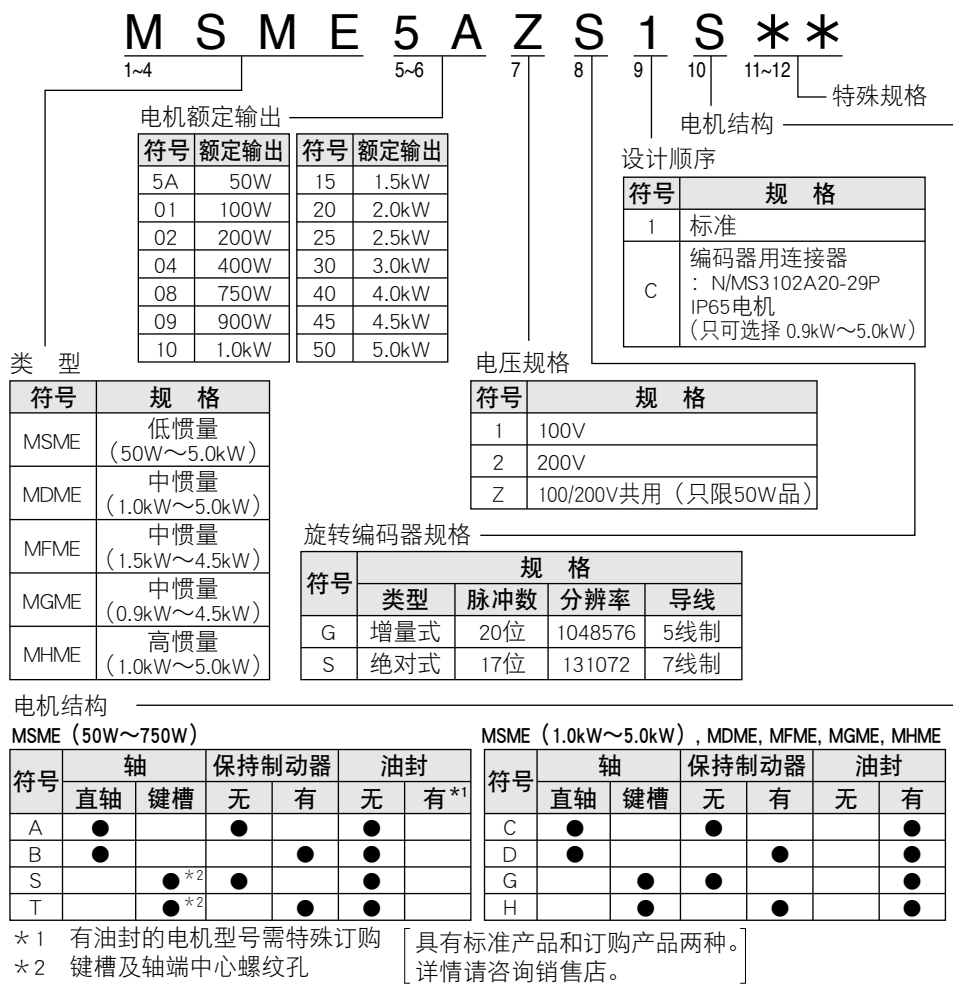 MSME 5A Z S 1 S ＊＊
1~4 5~6 7 8 9 10 11~12
特殊规格
电机结构
电机额定输出
符号 额定输出 符号 额定输出
5A 50W 15 1.5kW
01 100W 20 2.0kW
02 200W 25 2.5kW
04 400W 30 3.0kW
08 750W 40 4.0kW
09 900W 45 4.5kW
10 1.0kW 50 5.0kW
设计顺序
符号 规 格
1 标准
C 编码器用连接器
：N/MS3102A20-29P
IP65电机
（只可选择 0.9kW～5.0kW）
类 型
符号 规 格
MSME 低惯量
（50W～5.0kW）
MDME 中惯量
（1.0kW～5.0kW）
MFME 中惯量
（1.5kW～4.5kW）
MGME 中惯量
（0.9kW～4.5kW）
MHME 高惯量
（1.0kW～5.0kW）
电压规格
符号 规 格
1 100V
2 200V
Z 100/200V共用（只限50W品）
旋转编码器规格
符号 规 格
类型 脉冲数 分辨率 导线
G 增量式 20位 1048576 5线制
S 绝对式 17位 131072 7线制
电机结构
MSME（50W～750W）
符号 轴 保持制动器 油封
直轴 键槽 无 有 无 有*1
A ● ● ●
B ● ● ●
S ●*2 ● ●
T ●*2 ● ●
MSME（1.0kW～5.0kW）, MDME, MFME, MGME, MHME
符号 轴 保持制动器 油封
直轴 键槽 无 有 无 有
C ● ● ●
D ● ● ●
G ● ● ●
H ● ● ●
＊1 有油封的电机型号需特殊订购
＊2 键槽及轴端中心螺纹孔
[具有标准产品和订购产品两种。
详情请咨询销售店。]